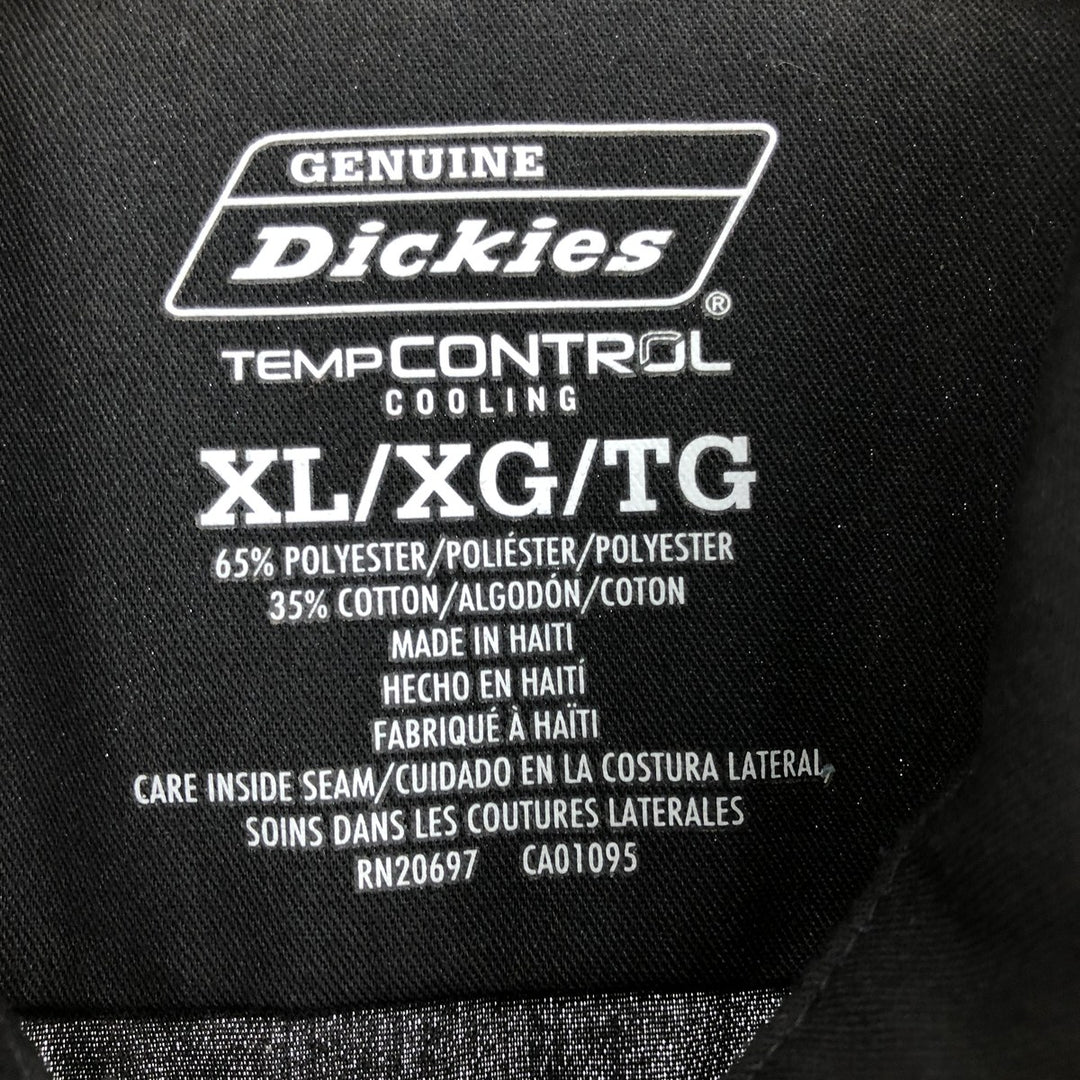 GENUINE
Dickies®
TEMPCONTROL
COOLING
XL/XG/TG
65% POLYESTER/POLIÉSTER/POLYESTER
35% COTTON/ALGODÓN/COTON
MADE IN HAITI
HECHO EN HAITÍ
FABRIQUÉ À HAÏTI
CARE INSIDE SEAM/CUIDADO EN LA COSTURA LATERAL,
SOINS DANS LES COUTURES LATERALES
RN20697 CA01095